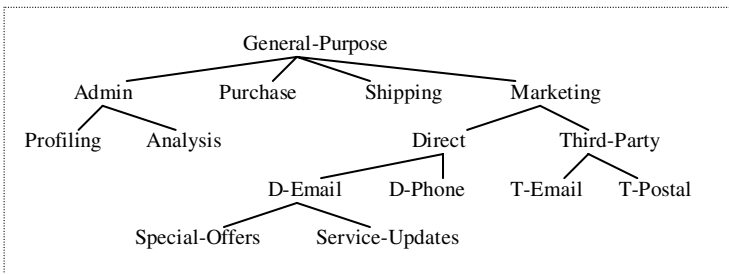 General-Purpose
Admin Purchase Shipping Marketing
Profiling Analysis Direct Third-Party
D-Email D-Phone T-Email T-Postal
Special-Offers Service-Updates